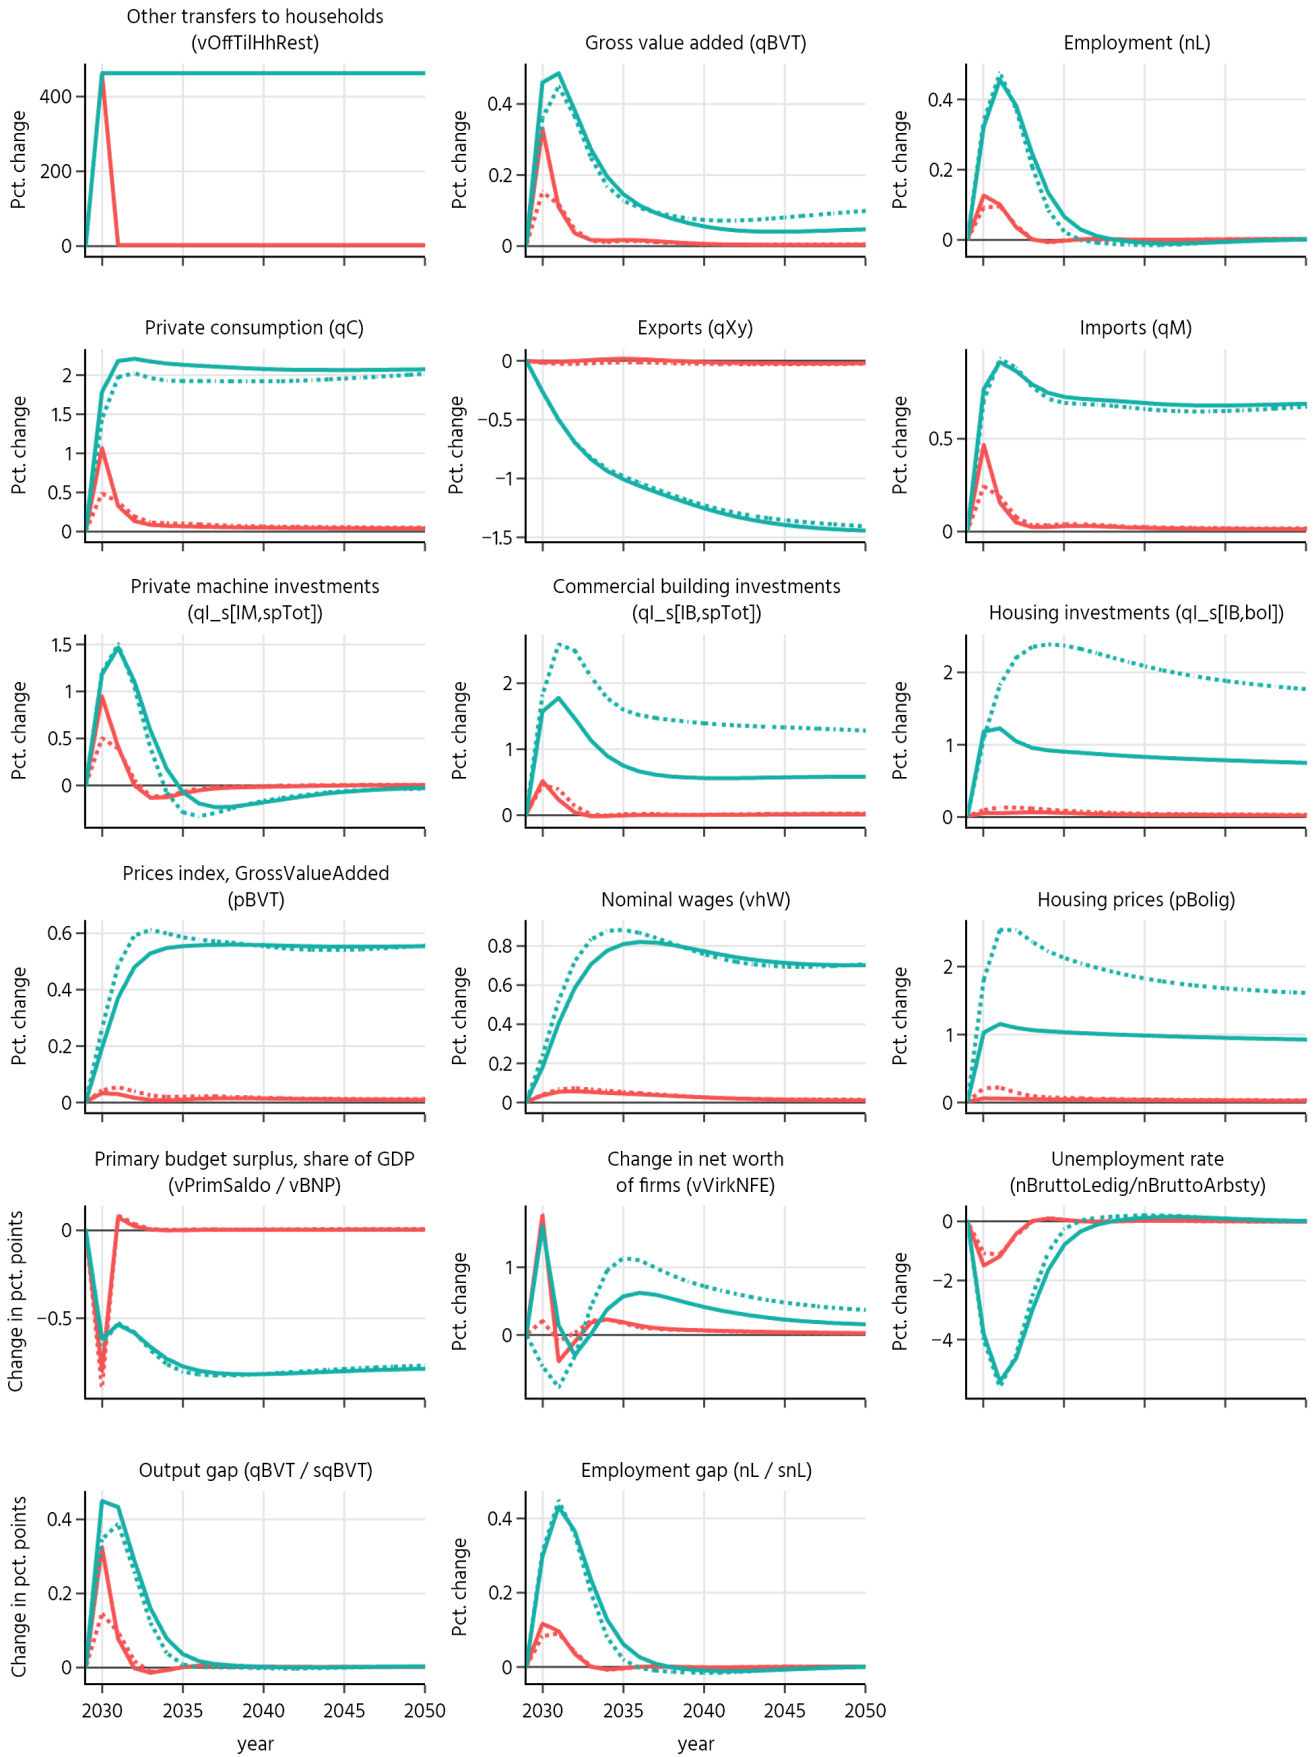 Other transfers to households
(vOffTilHhRest)
Gross value added (qBVT)
Employment (nL)
Pct. change
400
200
0
Pct. change
0.4
0.2
0
Pct. change
0.4
0.2
0
Private consumption (qC)
Exports (qXy)
Imports (qM)
Pct. change
2
1.5
1
0.5
0
Pct. change
0
−0.5
−1
−1.5
Pct. change
0.5
0
Private machine investments
(qI_s[IM,spTot])
Commercial building investments
(qI_s[IB,spTot])
Housing investments (qI_s[IB,bol])
Pct. change
1.5
1
0.5
0
Pct. change
2
1
0
Pct. change
2
1
0
Prices index, GrossValueAdded
(pBVT)
Nominal wages (vhW)
Housing prices (pBolig)
Pct. change
0.6
0.4
0.2
0
Pct. change
0.8
0.6
0.4
0.2
0
Pct. change
2
1
0
Primary budget surplus, share of GDP
(vPrimSaldo / vBNP)
Change in net worth
of firms (vVirkNFE)
Unemployment rate
(nBruttoLedig/nBruttoArbsty)
Change in pct. points
0
−0.5
Pct. change
1
0
Pct. change
0
−2
−4
Output gap (qBVT / sqBVT)
Employment gap (nL / snL)
Change in pct. points
0.4
0.2
0
Pct. change
0.4
0.2
0
2030 2035 2040 2045 2050
2030 2035 2040 2045 2050
year
year